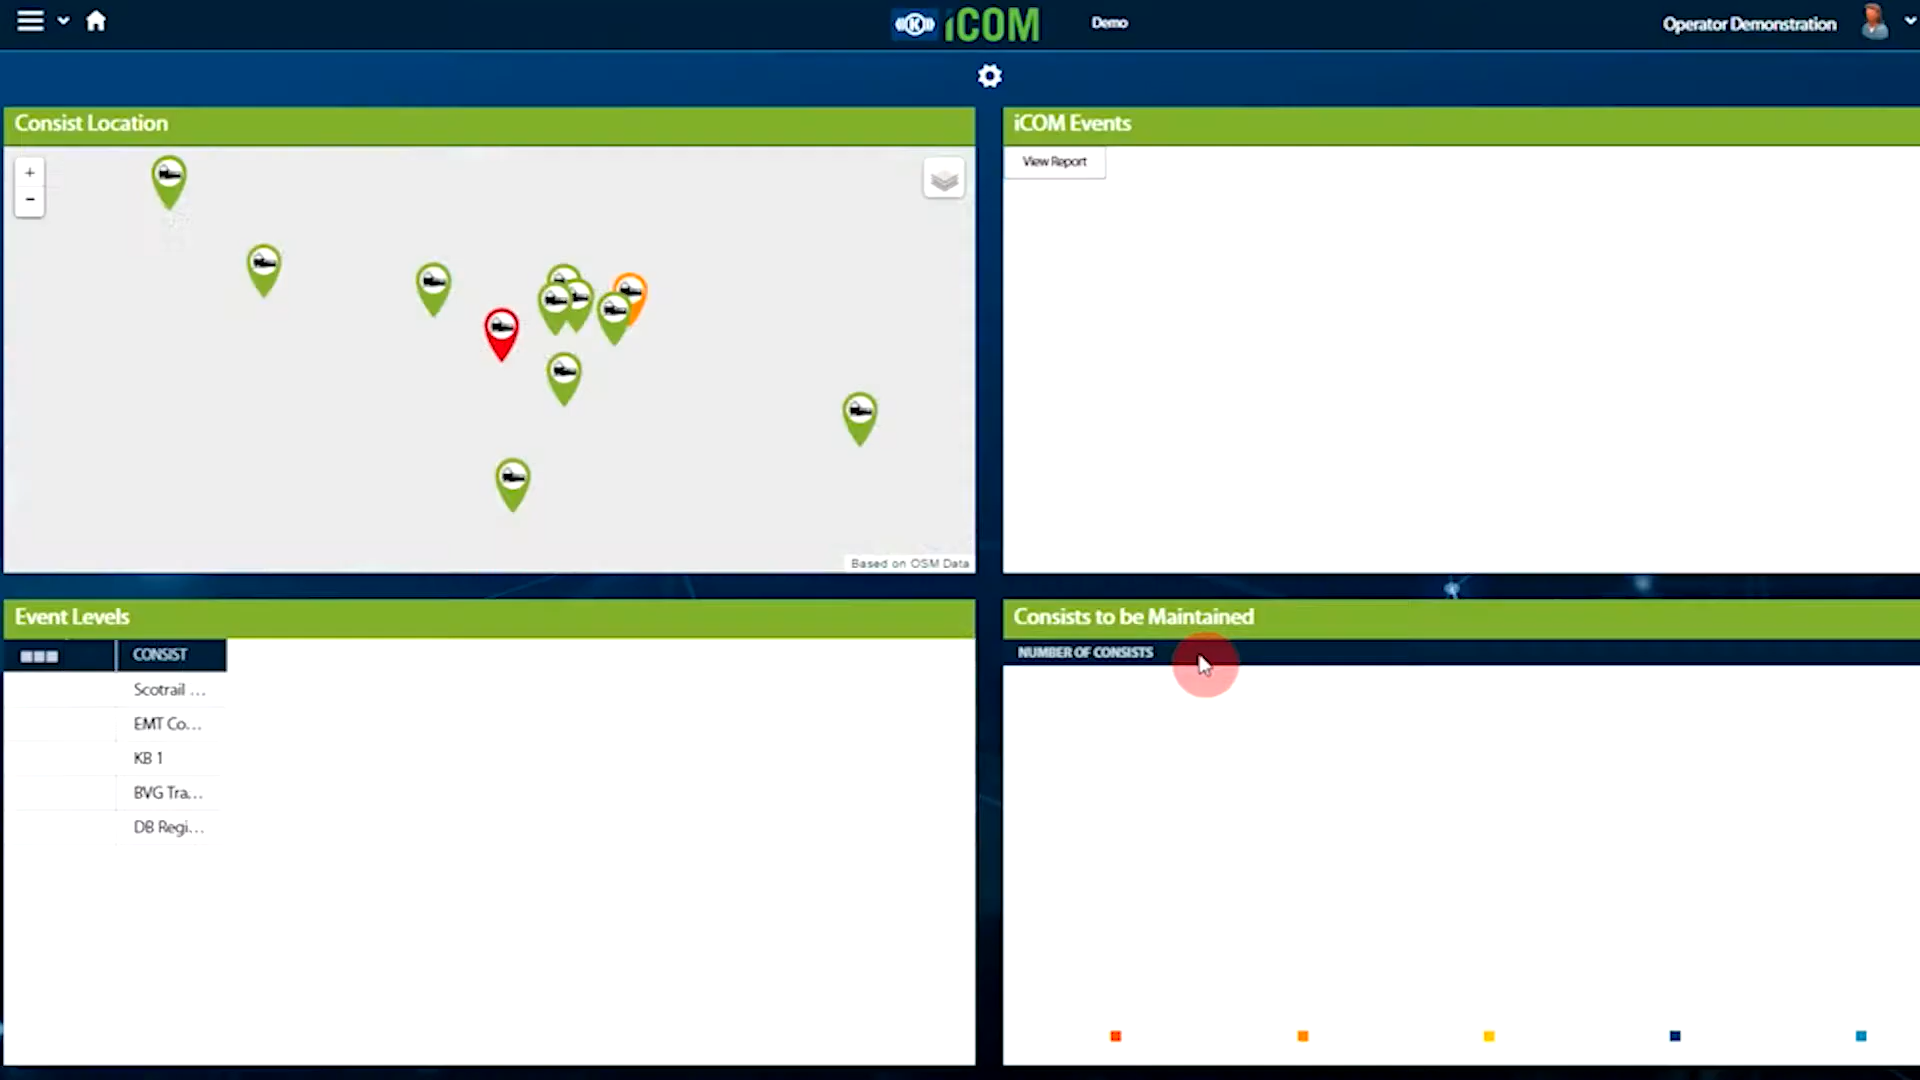 iCOM
Demo
Operator Demonstration
Consist Location
+
-
Based on OSM Data
iCOM Events
View Report
Event Levels
CONSIST
Scotrail ...
EMT Co...
KB 1
BVG Tra...
DB Regi...
Consists to be Maintained
NUMBER OF CONSISTS